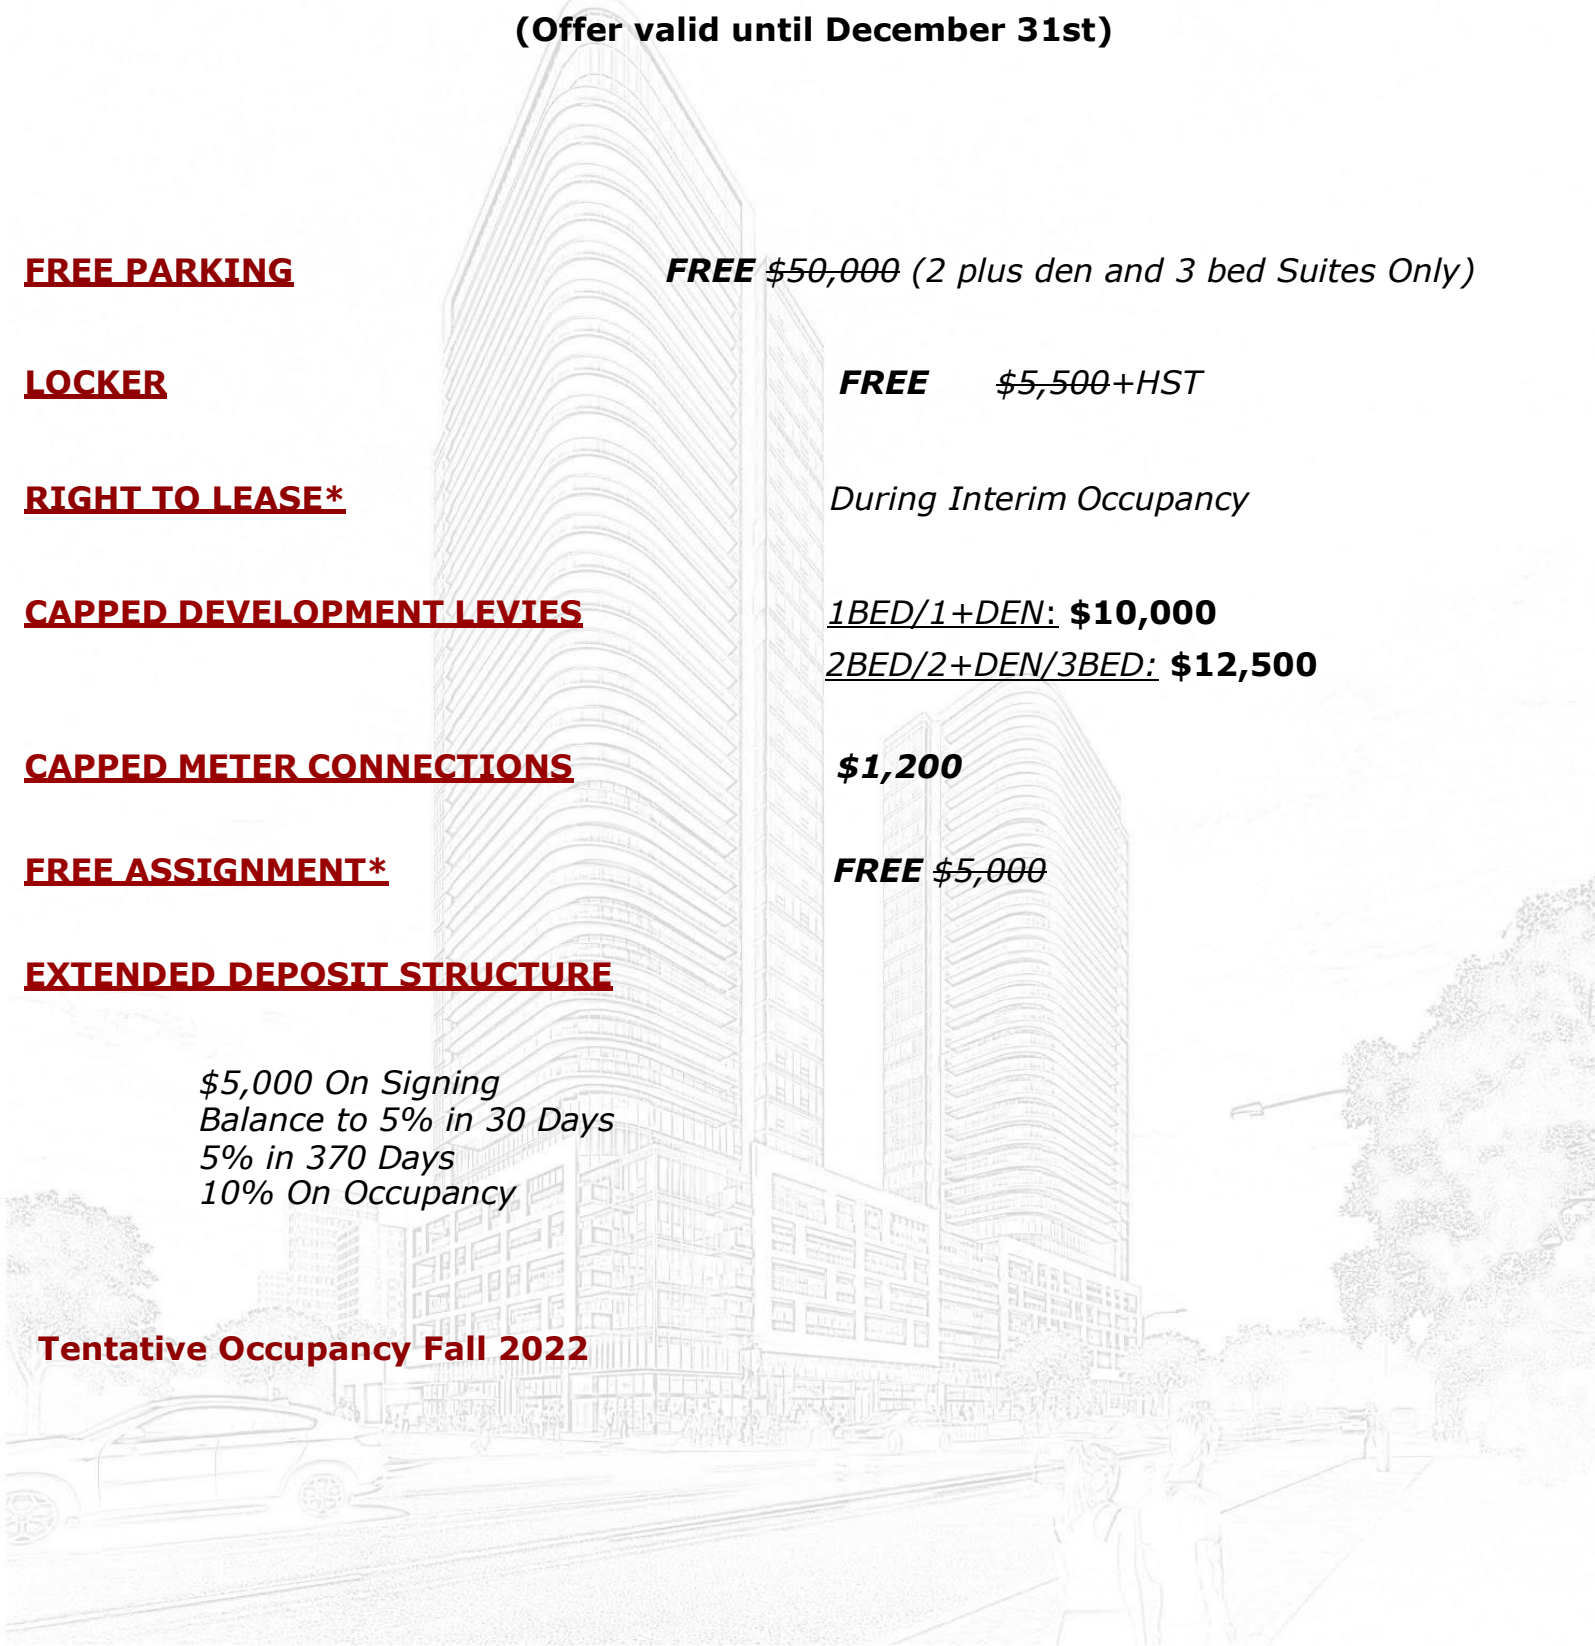 (Offer valid until December 31st)
FREE PARKING FREE $50,000 (2 plus den and 3 bed Suites Only)
LOCKER FREE $5,500+HST
RIGHT TO LEASE* During Interim Occupancy
CAPPED DEVELOPMENT LEVIES 1BED/1+DEN: $10,000
2BED/2+DEN/3BED: $12,500
CAPPED METER CONNECTIONS $1,200
FREE ASSIGNMENT* FREE $5,000
EXTENDED DEPOSIT STRUCTURE
$5,000 On Signing
Balance to 5% in 30 Days
5% in 370 Days
10% On Occupancy
Tentative Occupancy Fall 2022